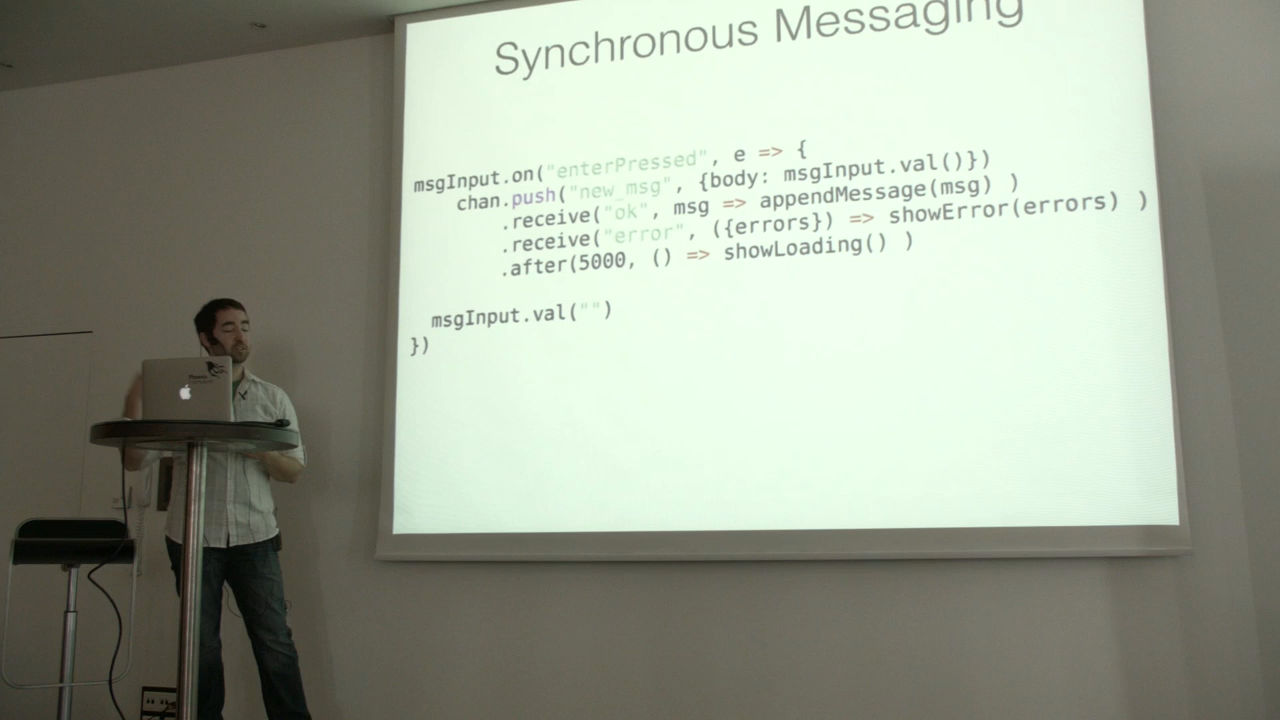 Synchronous Messaging
msgInput.on("enterPressed", e => {
chan.push("new_msg", {body: msgInput.val()})
.receive("ok", msg => appendMessage(msg) )
.receive("error", ({errors}) => showError(errors) )
.after(5000, () => showLoading() )
msgInput.val("")
})